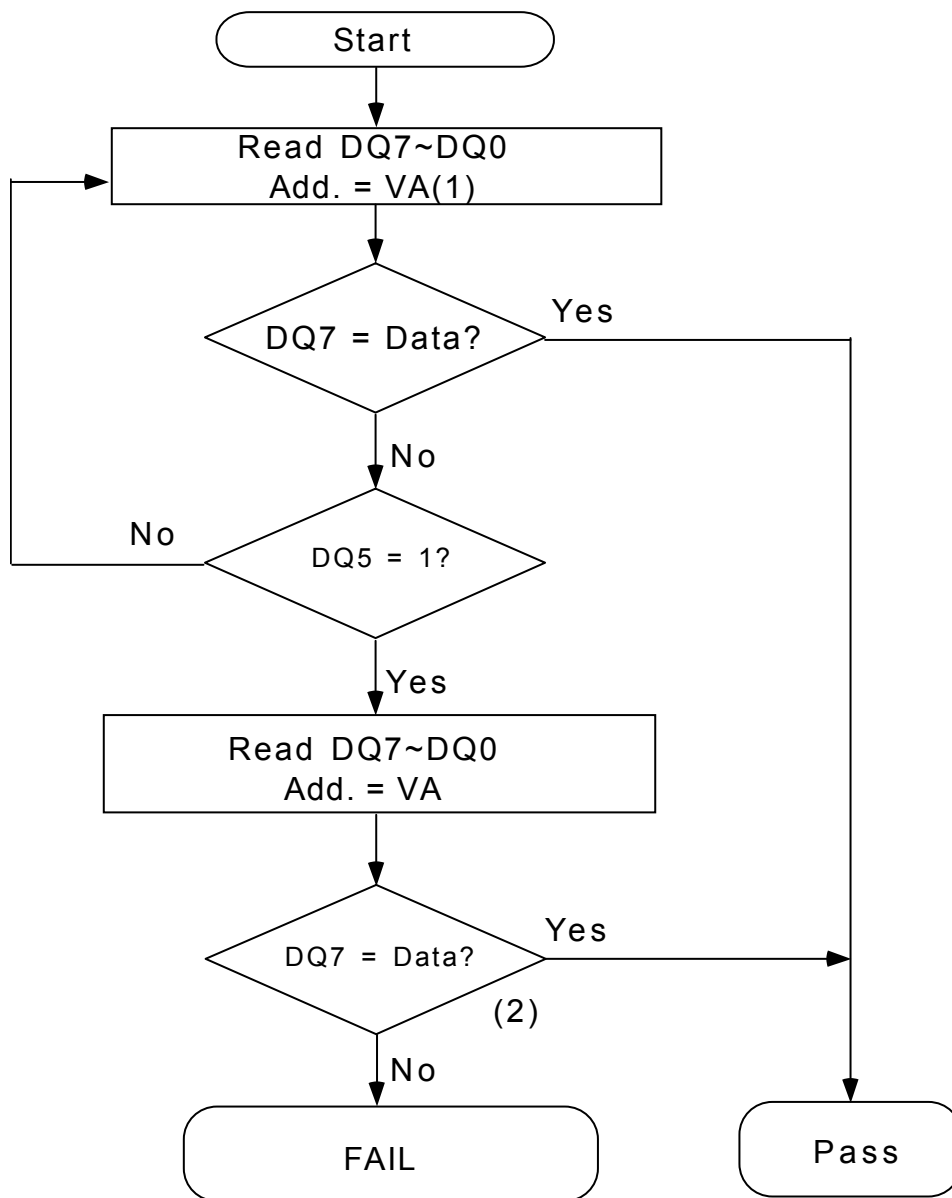 Start
Read DQ7~DQ0
Add. = VA(1)
DQ7 = Data?
Yes
No
No
DQ5 = 1?
Yes
Read DQ7~DQ0
Add. = VA
DQ7 = Data?
Yes
(2)
No
FAIL
Pass